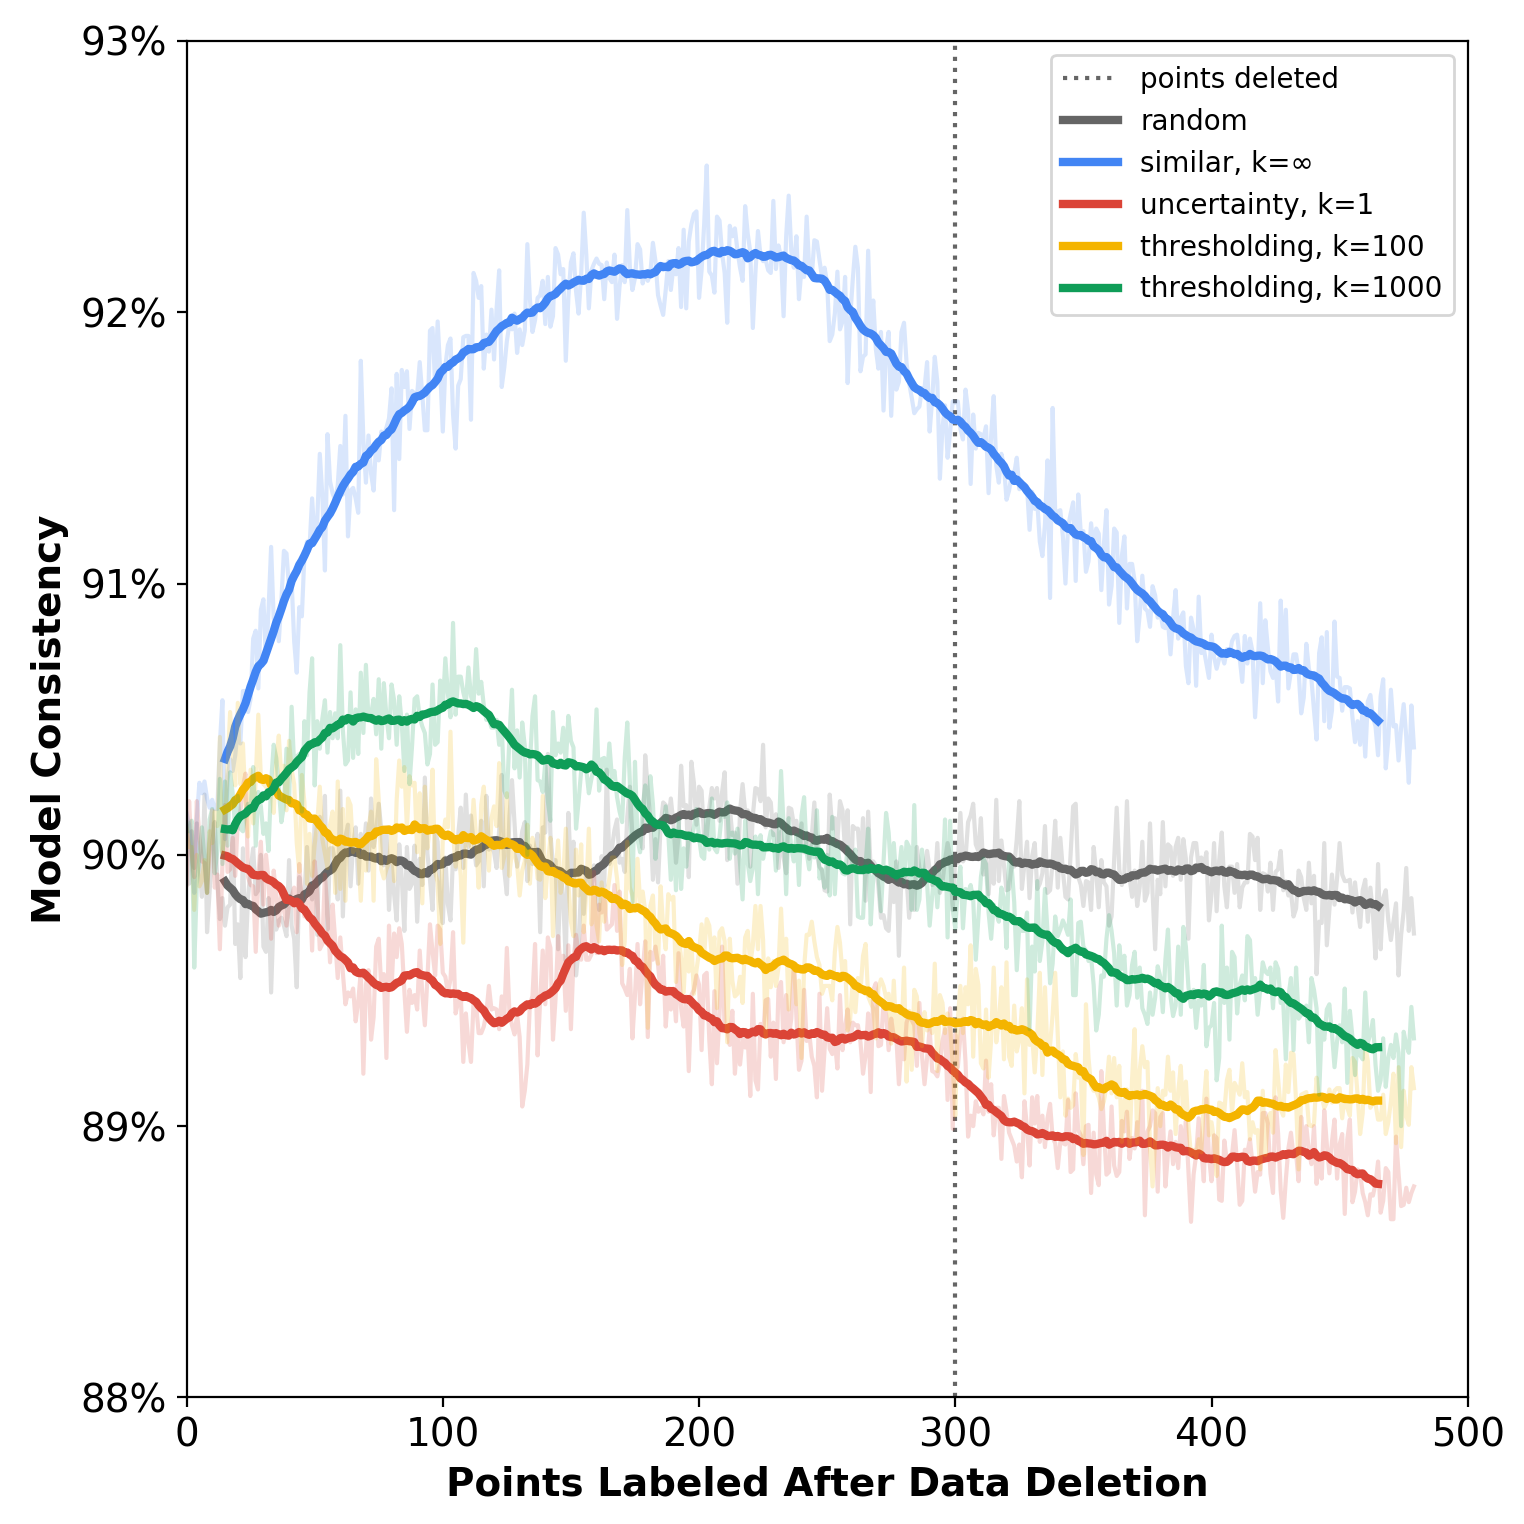 93%
92%
91%
90%
89%
88%
Model Consistency
points deleted
random
similar, k=∞
uncertainty, k=1
thresholding, k=100
thresholding, k=1000
0 100 200 300 400 500
Points Labeled After Data Deletion